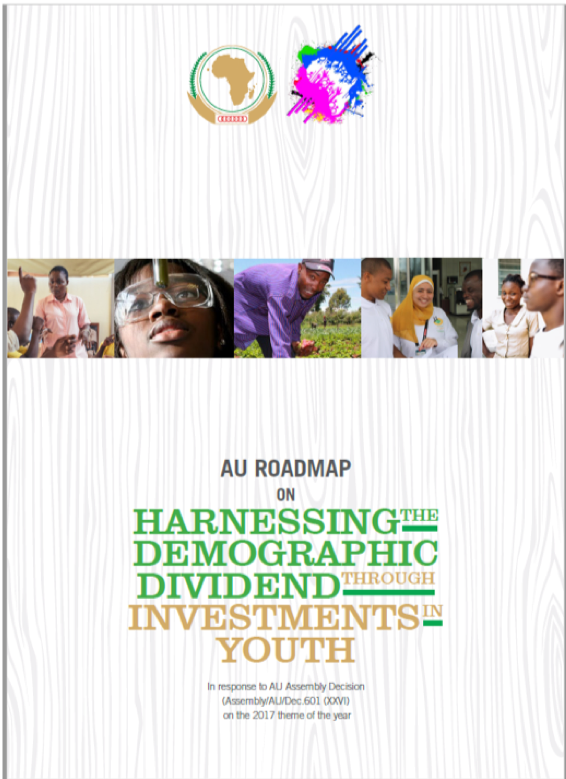 AU ROADMAP
ON
HARNESSING THE
DEMOGRAPHIC
DIVIDEND THROUGH
INVESTMENTS IN
YOUTH
In response to AU Assembly Decision
(Assembly/AU/Dec.601 (XXVI)
on the 2017 theme of the year